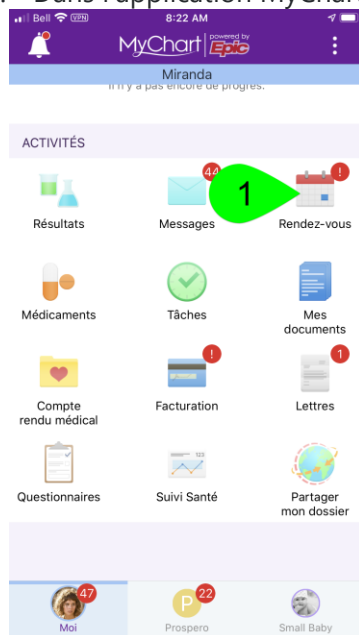 Dans l'application MyChart
Bell VPN 8:22 AM
MyChart powered by Epic
Miranda
Il n'y a pas encore de progrès.
ACTIVITÉS
44
!
1
Résultats Messages Rendez-vous
Médicaments Tâches Mes documents
! 1
Compte rendu médical Facturation Lettres
123
Questionnaires Suivi Santé Partager mon dossier
47 P 22
Moi Prospero Small Baby